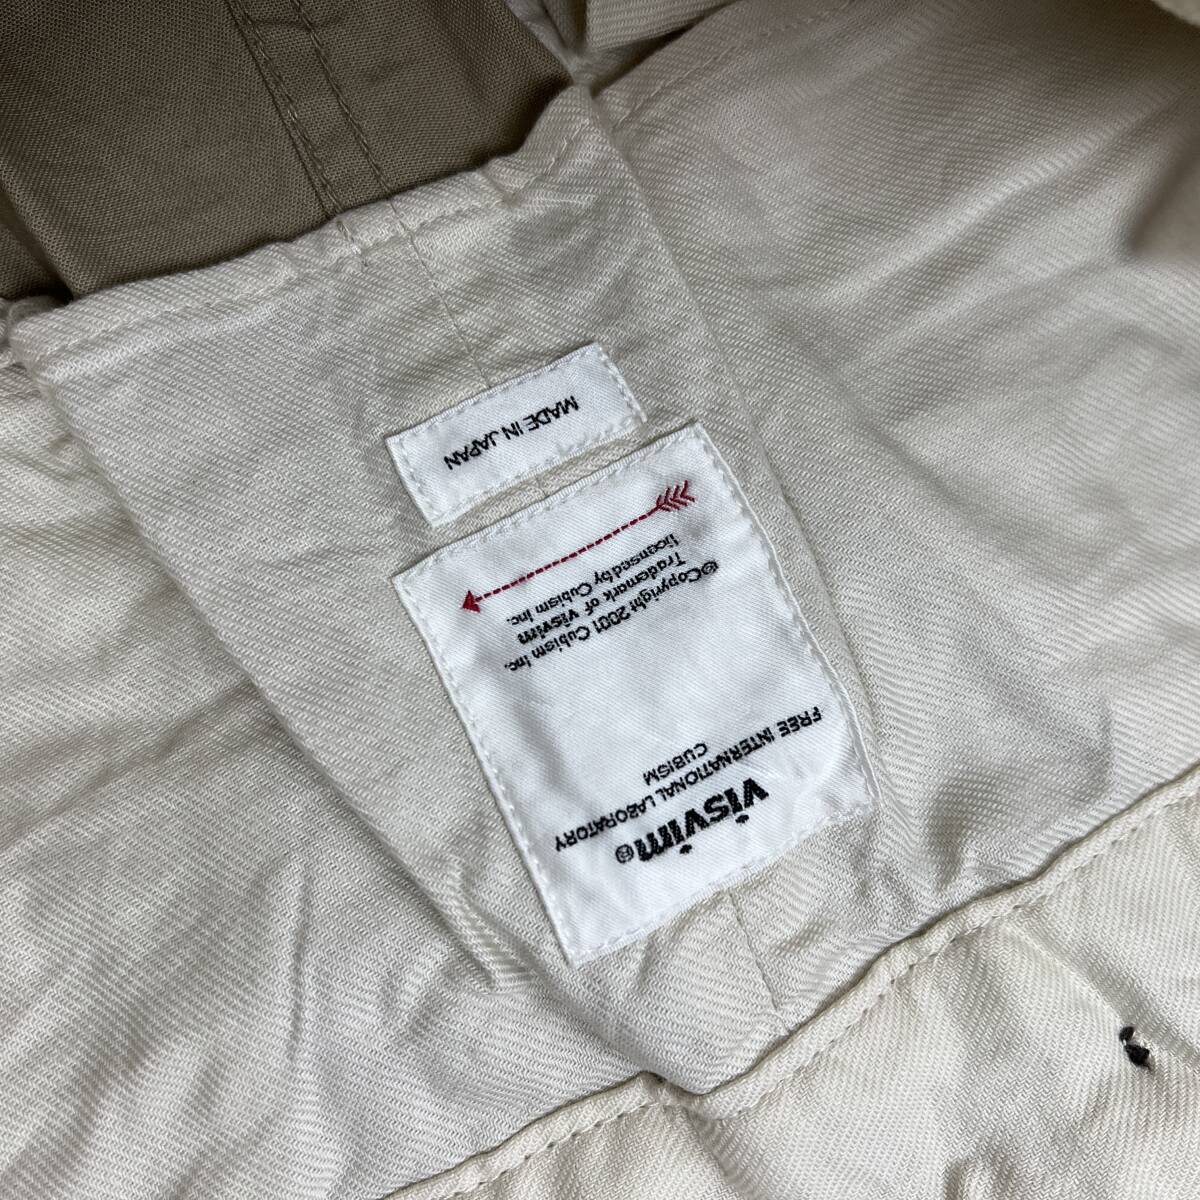 visvim®
FREE INTERNATIONAL LABORATORY
CUBISM
©Copyright 2001 Cubism Inc.
Trademark of visvim
licensed by Cubism Inc.
MADE IN JAPAN